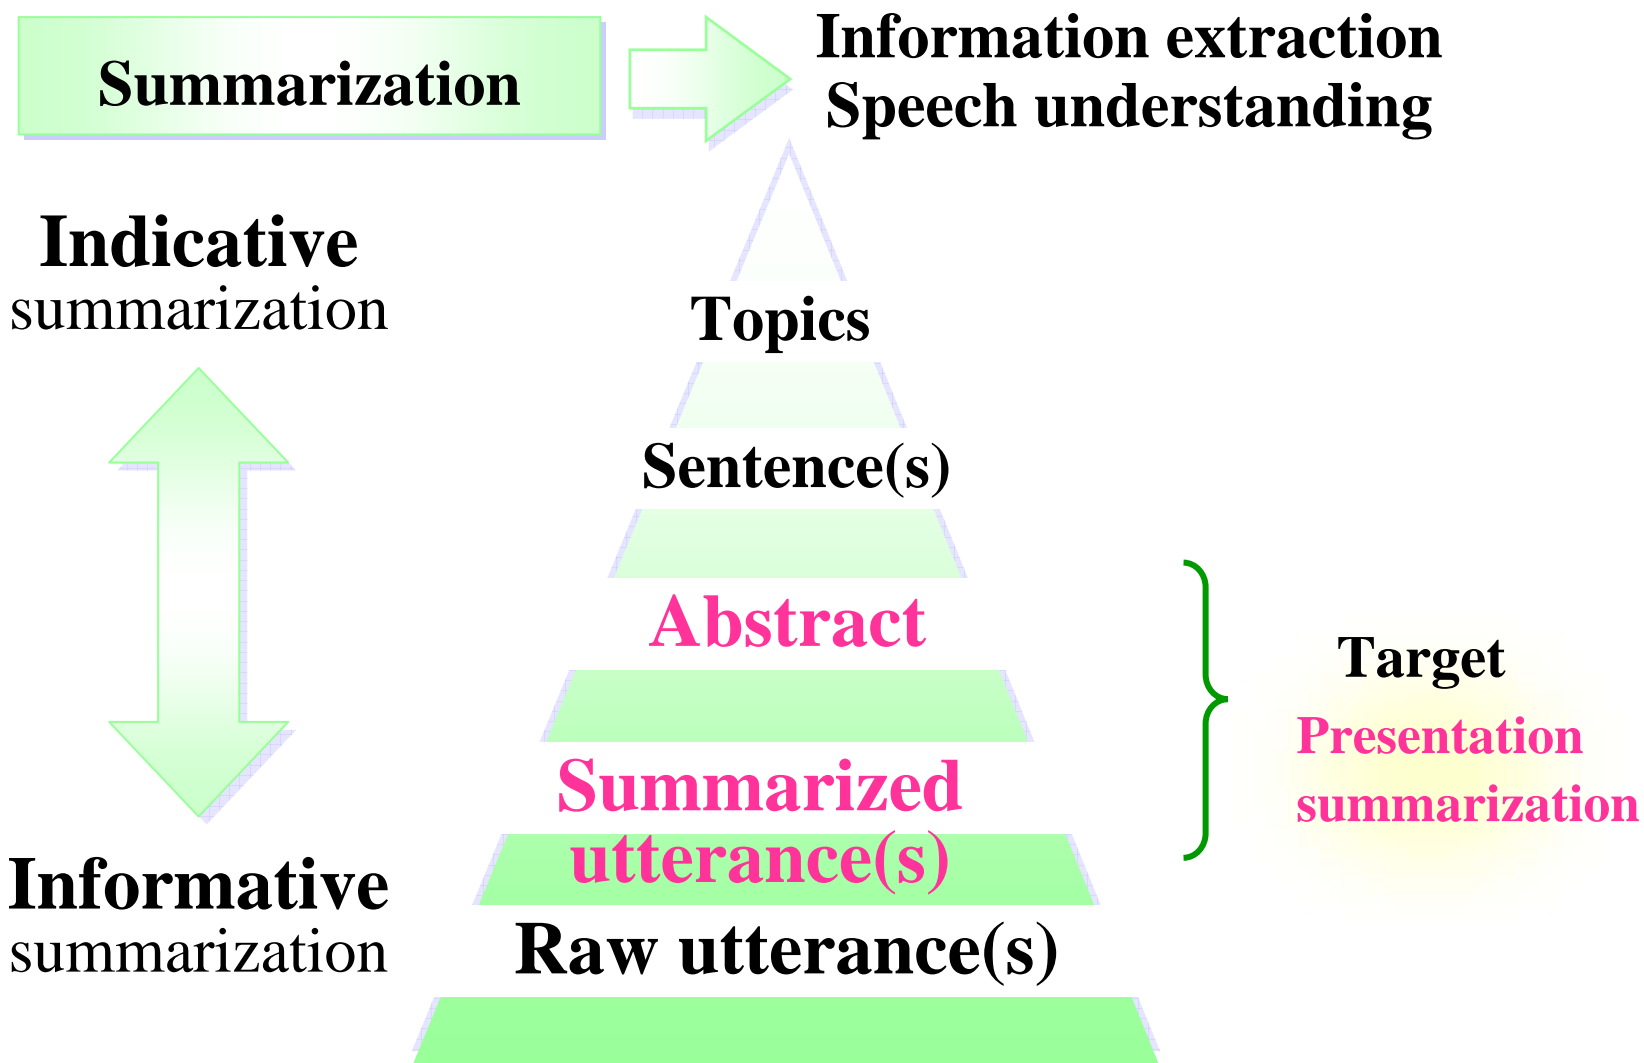 Summarization
Information extraction
Speech understanding
Indicative
summarization
Topics
Sentence(s)
Abstract
Summarized
utterance(s)
Target
Presentation
summarization
Informative
summarization
Raw utterance(s)